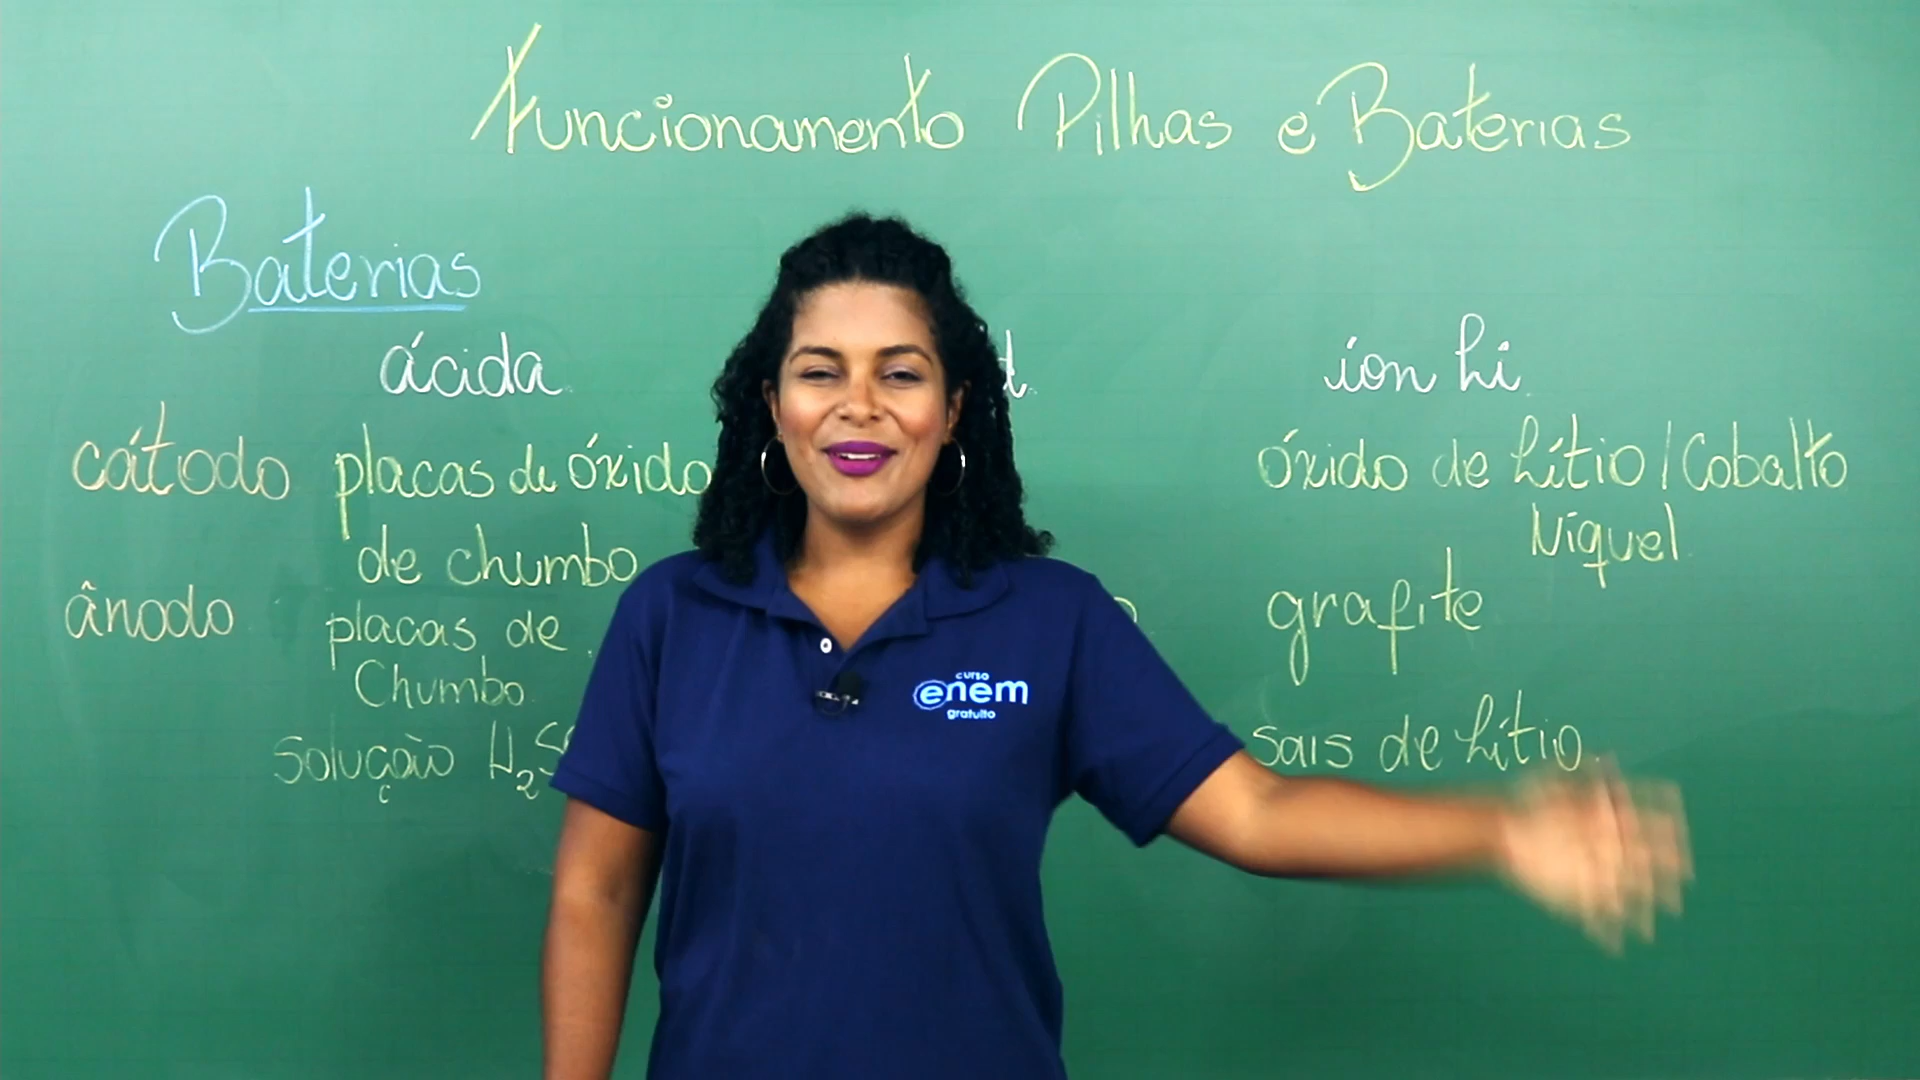 Funcionamento Pilhas e Baterias
Baterias
ácida
íon Li
cátodo placas de óxido
de chumbo
óxido de Lítio/Cobalto
Níquel
ânodo placas de
Chumbo
grafite
solução H₂S
sais de Lítio
curso
enem
gratuito